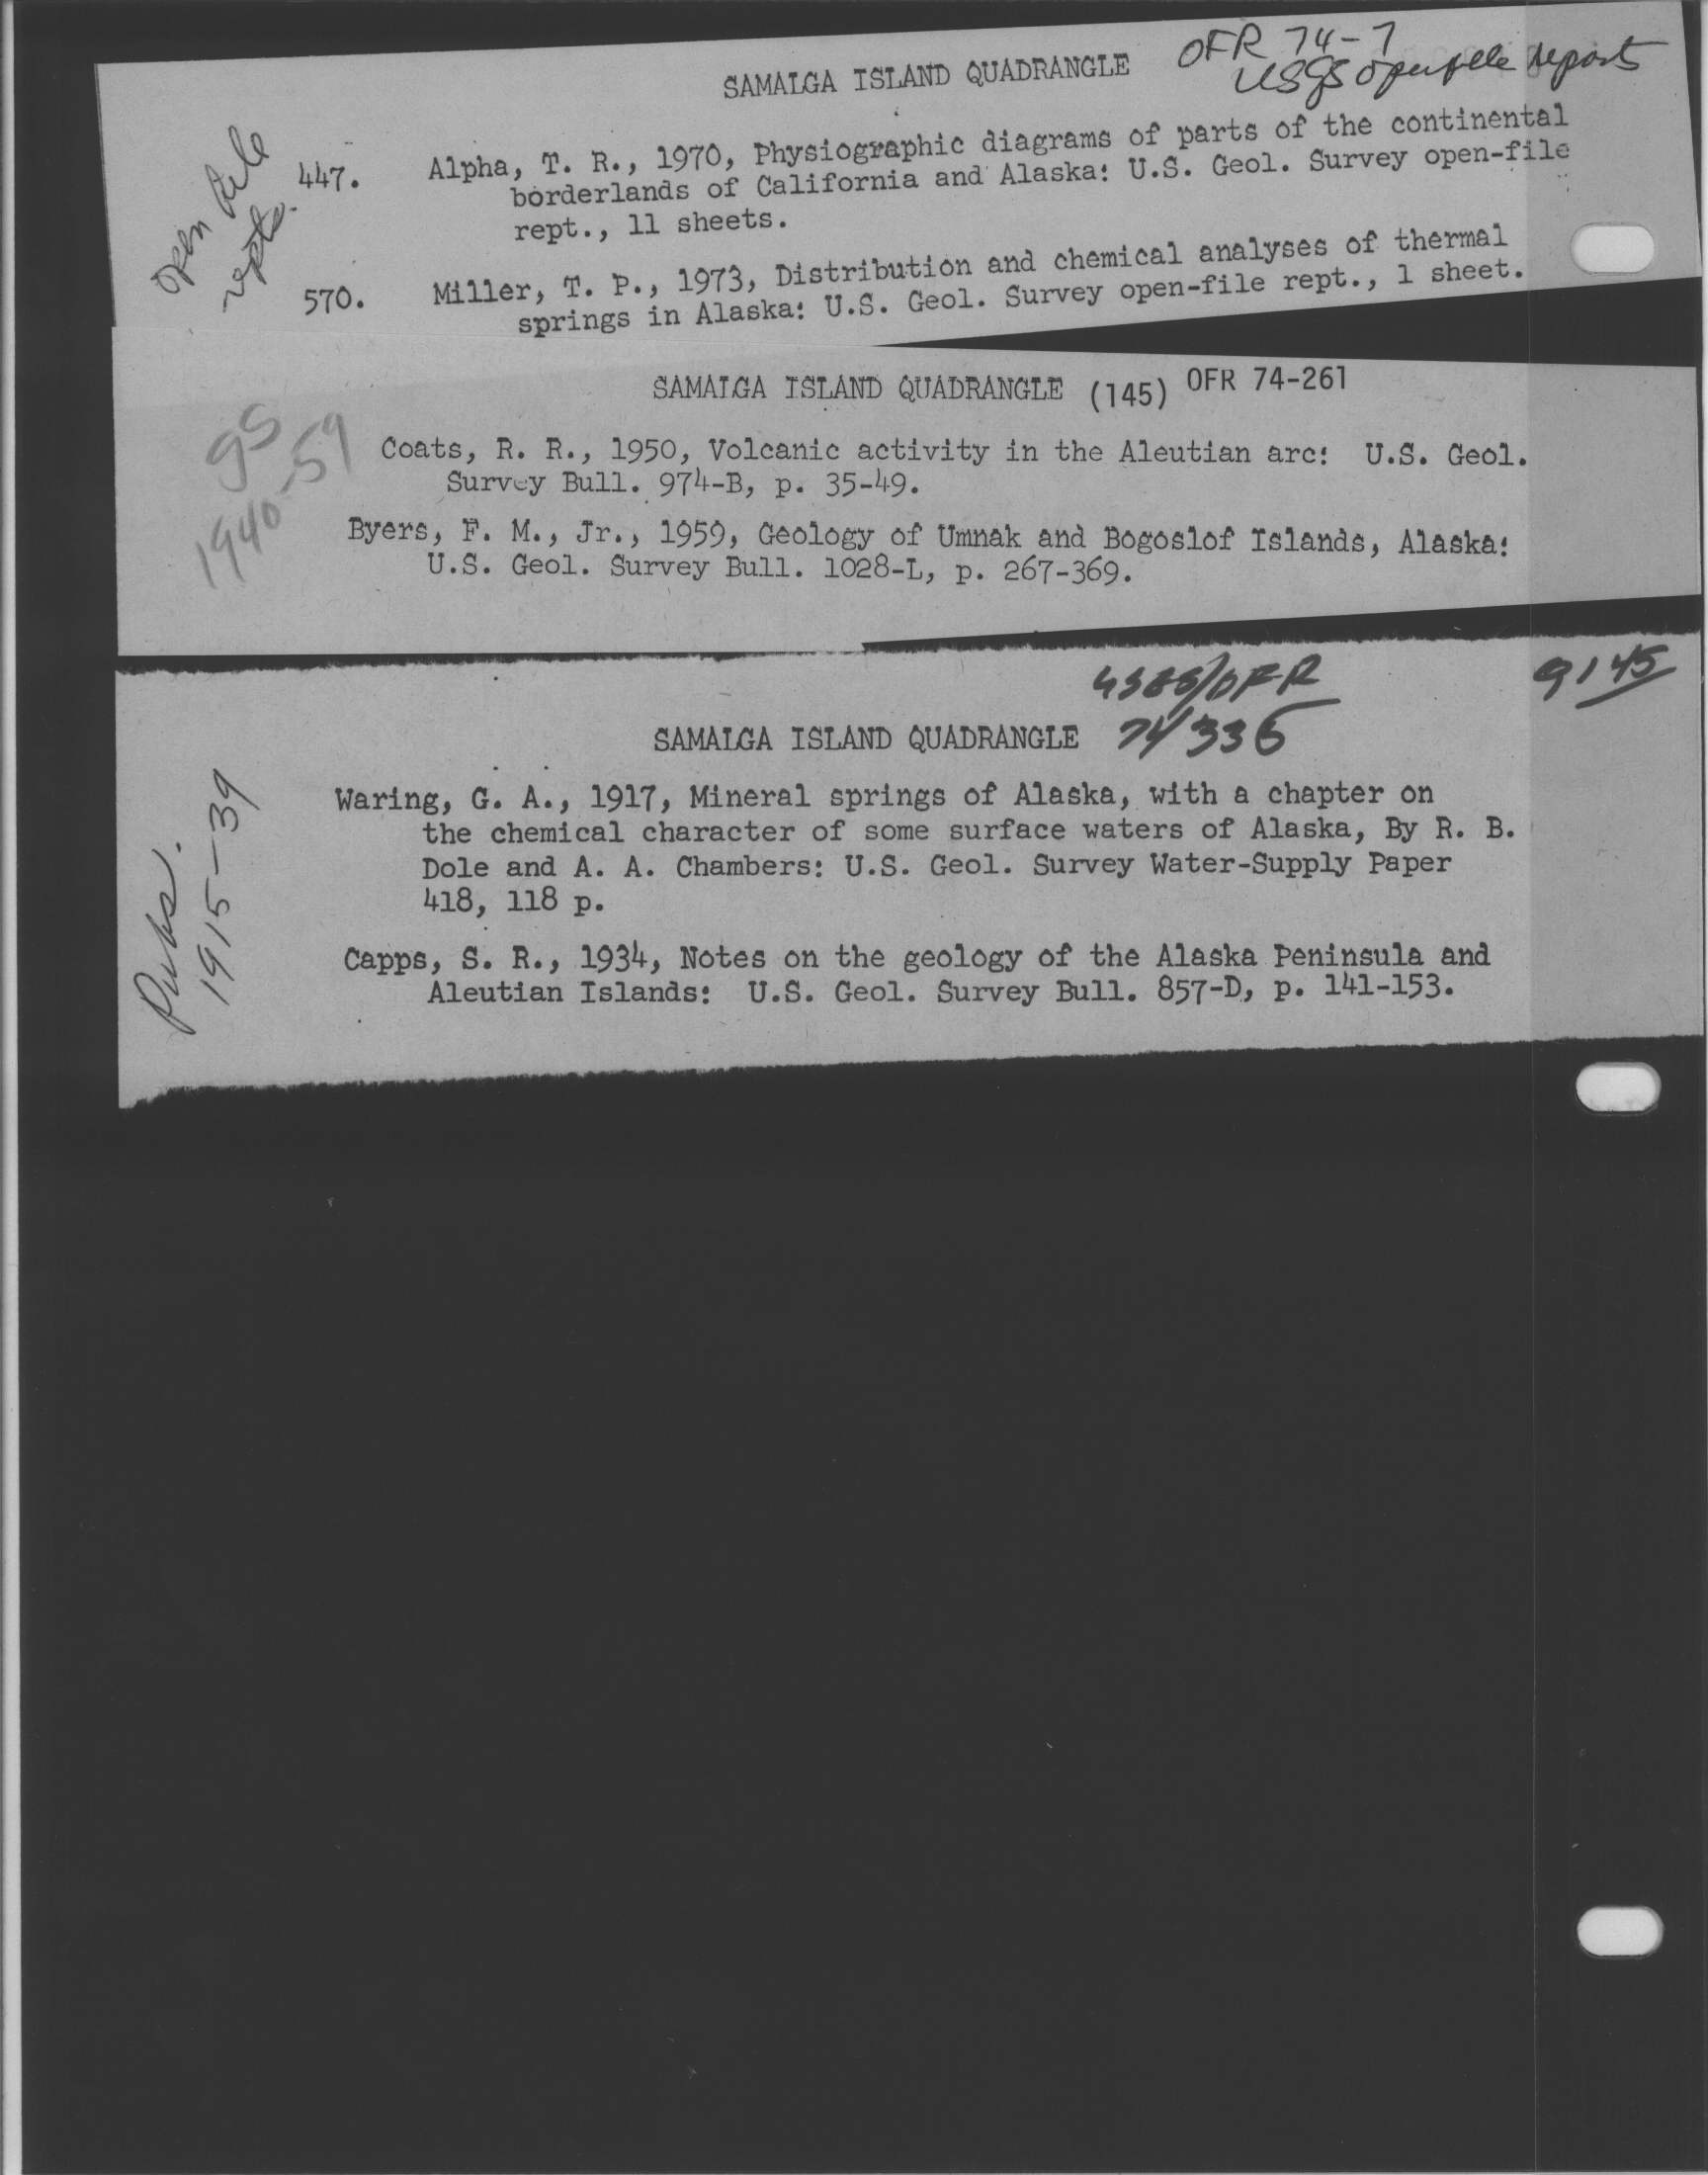 SAMALGA ISLAND QUADRANGLE OFR 74-7
USGS open file reports
open file
repts.
447. Alpha, T. R., 1970, Physiographic diagrams of parts of the continental
borderlands of California and Alaska: U.S. Geol. Survey open-file
rept., 11 sheets.
570. Miller, T. P., 1973, Distribution and chemical analyses of thermal
springs in Alaska: U.S. Geol. Survey open-file rept., 1 sheet.
SAMALGA ISLAND QUADRANGLE (145) OFR 74-261
GS
1940-59
Coats, R. R., 1950, Volcanic activity in the Aleutian arc: U.S. Geol.
Survey Bull. 974-B, p. 35-49.
Byers, F. M., Jr., 1959, Geology of Umnak and Bogoslof Islands, Alaska:
U.S. Geol. Survey Bull. 1028-L, p. 267-369.
USGS/OFR 9145
SAMALGA ISLAND QUADRANGLE 74/336
Pubs.
1915-39
Waring, G. A., 1917, Mineral springs of Alaska, with a chapter on
the chemical character of some surface waters of Alaska, By R. B.
Dole and A. A. Chambers: U.S. Geol. Survey Water-Supply Paper
418, 118 p.
Capps, S. R., 1934, Notes on the geology of the Alaska Peninsula and
Aleutian Islands: U.S. Geol. Survey Bull. 857-D, p. 141-153.